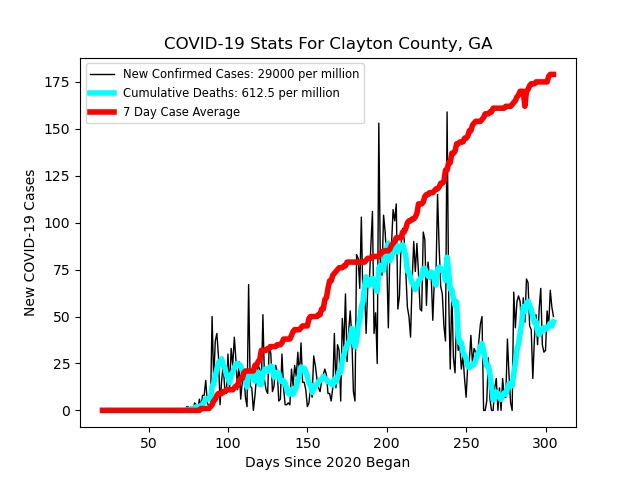 COVID-19 Stats For Clayton County, GA
New Confirmed Cases: 29000 per million
Cumulative Deaths: 612.5 per million
7 Day Case Average
175
150
125
100
75
50
25
0
New COVID-19 Cases
50 100 150 200 250 300
Days Since 2020 Began